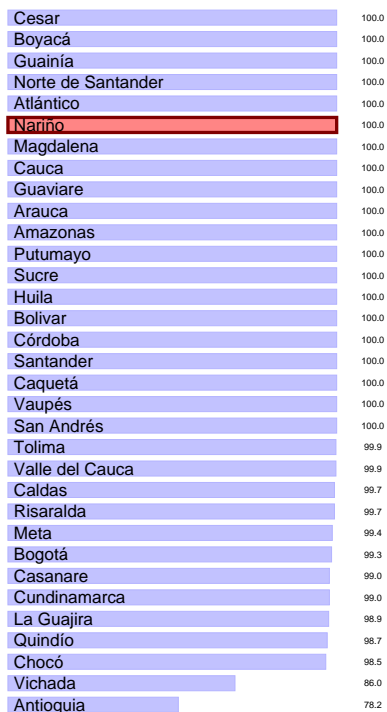 Cesar 100.0
Boyacá 100.0
Guainía 100.0
Norte de Santander 100.0
Atlántico 100.0
Nariño 100.0
Magdalena 100.0
Cauca 100.0
Guaviare 100.0
Arauca 100.0
Amazonas 100.0
Putumayo 100.0
Sucre 100.0
Huila 100.0
Bolivar 100.0
Córdoba 100.0
Santander 100.0
Caquetá 100.0
Vaupés 100.0
San Andrés 100.0
Tolima 99.9
Valle del Cauca 99.9
Caldas 99.7
Risaralda 99.7
Meta 99.4
Bogotá 99.3
Casanare 99.0
Cundinamarca 99.0
La Guajira 98.9
Quindío 98.7
Chocó 98.5
Vichada 86.0
Antioquia 78.2